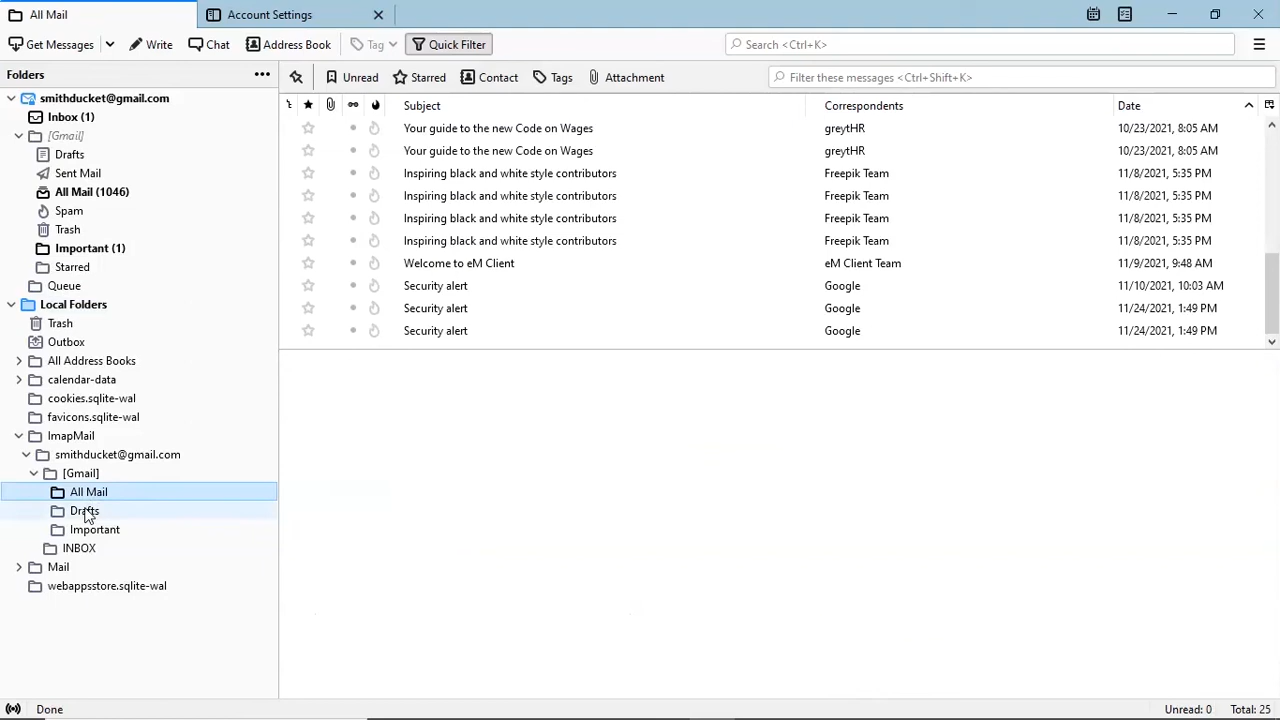 All Mail
Account Settings
Get Messages
Write
Chat
Address Book
Tag
Quick Filter
Search <Ctrl+K>
Folders
Unread
Starred
Contact
Tags
Attachment
Filter these messages <Ctrl+Shift+K>
smithducket@gmail.com
Inbox (1)
[Gmail]
Drafts
Sent Mail
All Mail (1046)
Spam
Trash
Important (1)
Starred
Queue
Local Folders
Trash
Outbox
All Address Books
calendar-data
cookies.sqlite-wal
favicons.sqlite-wal
ImapMail
smithducket@gmail.com
[Gmail]
All Mail
Drafts
Important
INBOX
Mail
webappsstore.sqlite-wal
Subject Correspondents Date
Your guide to the new Code on Wages greytHR 10/23/2021, 8:05 AM
Your guide to the new Code on Wages greytHR 10/23/2021, 8:05 AM
Inspiring black and white style contributors Freepik Team 11/8/2021, 5:35 PM
Inspiring black and white style contributors Freepik Team 11/8/2021, 5:35 PM
Inspiring black and white style contributors Freepik Team 11/8/2021, 5:35 PM
Inspiring black and white style contributors Freepik Team 11/8/2021, 5:35 PM
Welcome to eM Client eM Client Team 11/9/2021, 9:48 AM
Security alert Google 11/10/2021, 10:03 AM
Security alert Google 11/24/2021, 1:49 PM
Security alert Google 11/24/2021, 1:49 PM
Done
Unread: 0
Total: 25